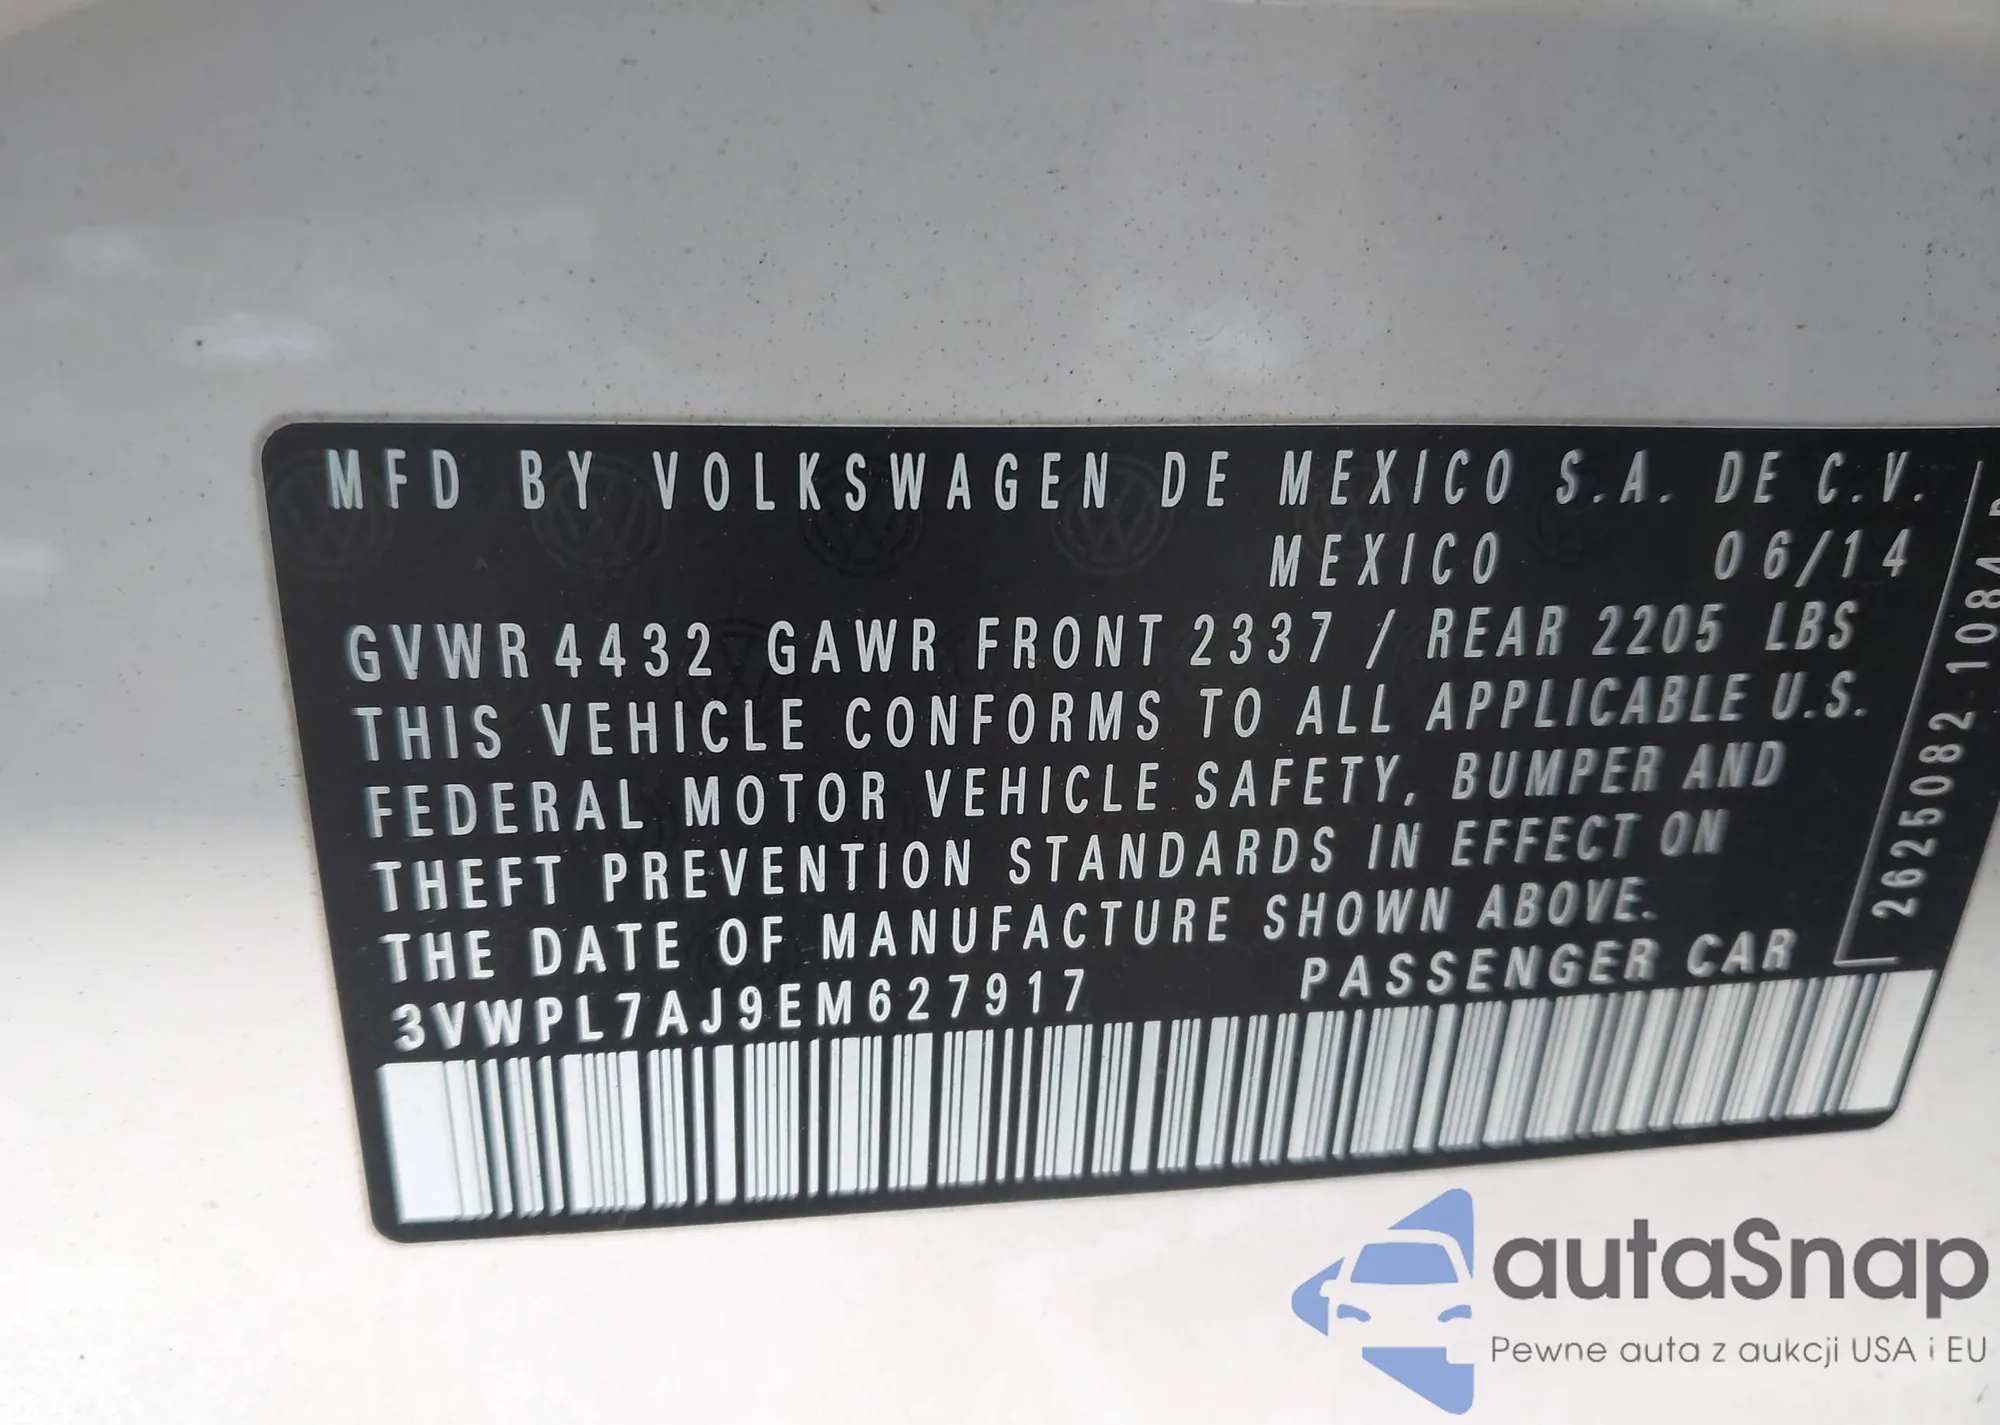 MFD BY VOLKSWAGEN DE MEXICO S.A. DE C.V.
MEXICO 06/14
GVWR 4432 GAWR FRONT 2337 / REAR 2205 LBS
THIS VEHICLE CONFORMS TO ALL APPLICABLE U.S.
FEDERAL MOTOR VEHICLE SAFETY, BUMPER AND
THEFT PREVENTION STANDARDS IN EFFECT ON
THE DATE OF MANUFACTURE SHOWN ABOVE.
3VWPL7AJ9EM627917 PASSENGER CAR
2625082.1084
autaSnap
Pewne auta z aukcji USA i EU